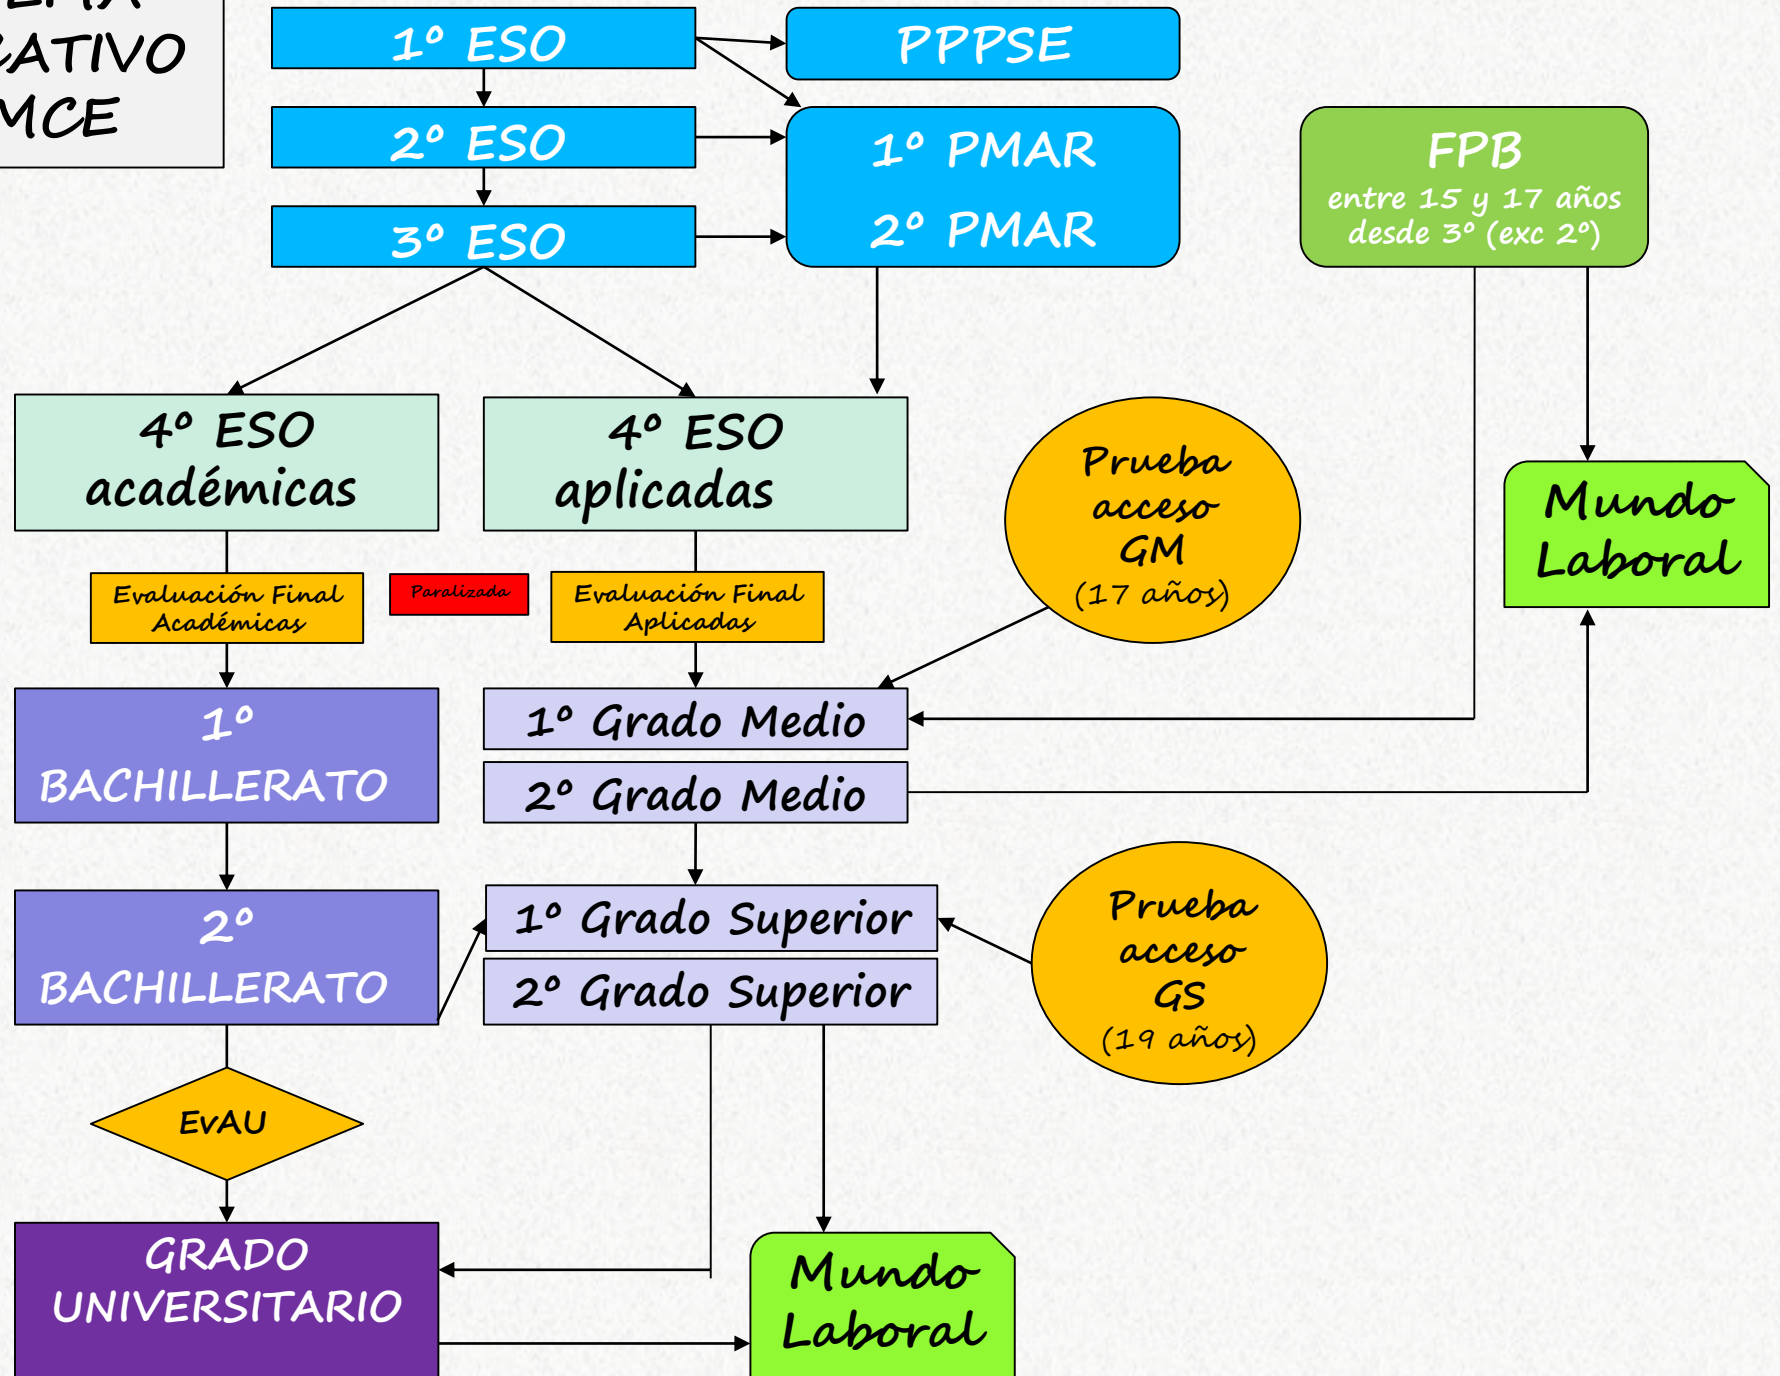 1º ESO
PPPSE
2º ESO
1º PMAR
2º PMAR
3º ESO
FPB
entre 15 y 17 años
desde 3º (exc 2º)
4º ESO
académicas
4º ESO
aplicadas
Prueba
acceso
GM
(17 años)
Mundo
Laboral
Evaluación Final
Académicas
Paralizada
Evaluación Final
Aplicadas
1º
BACHILLERATO
1º Grado Medio
2º Grado Medio
2º
BACHILLERATO
1º Grado Superior
2º Grado Superior
Prueba
acceso
GS
(19 años)
EvAU
GRADO
UNIVERSITARIO
Mundo
Laboral